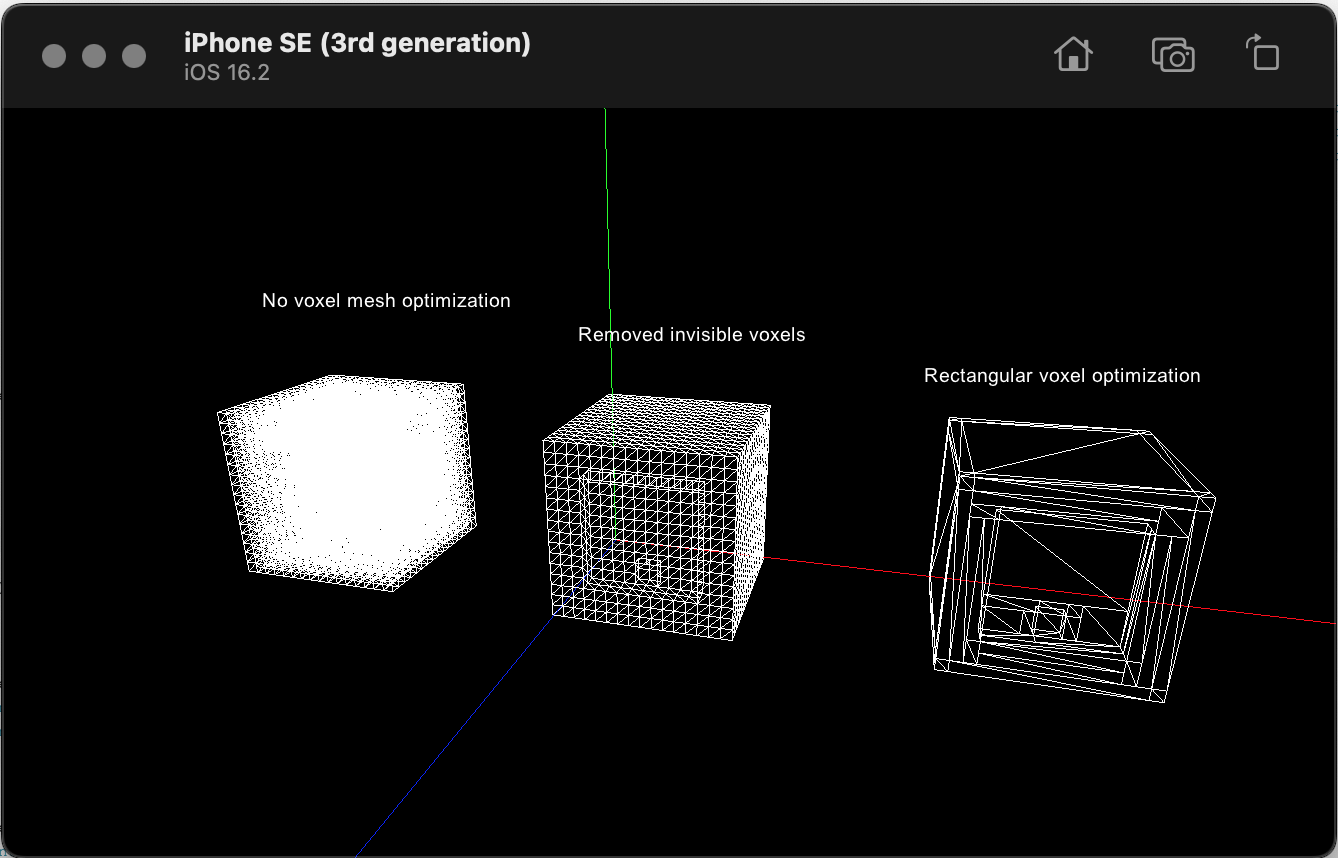 iPhone SE (3rd generation)
iOS 16.2
No voxel mesh optimization
Removed invisible voxels
Rectangular voxel optimization